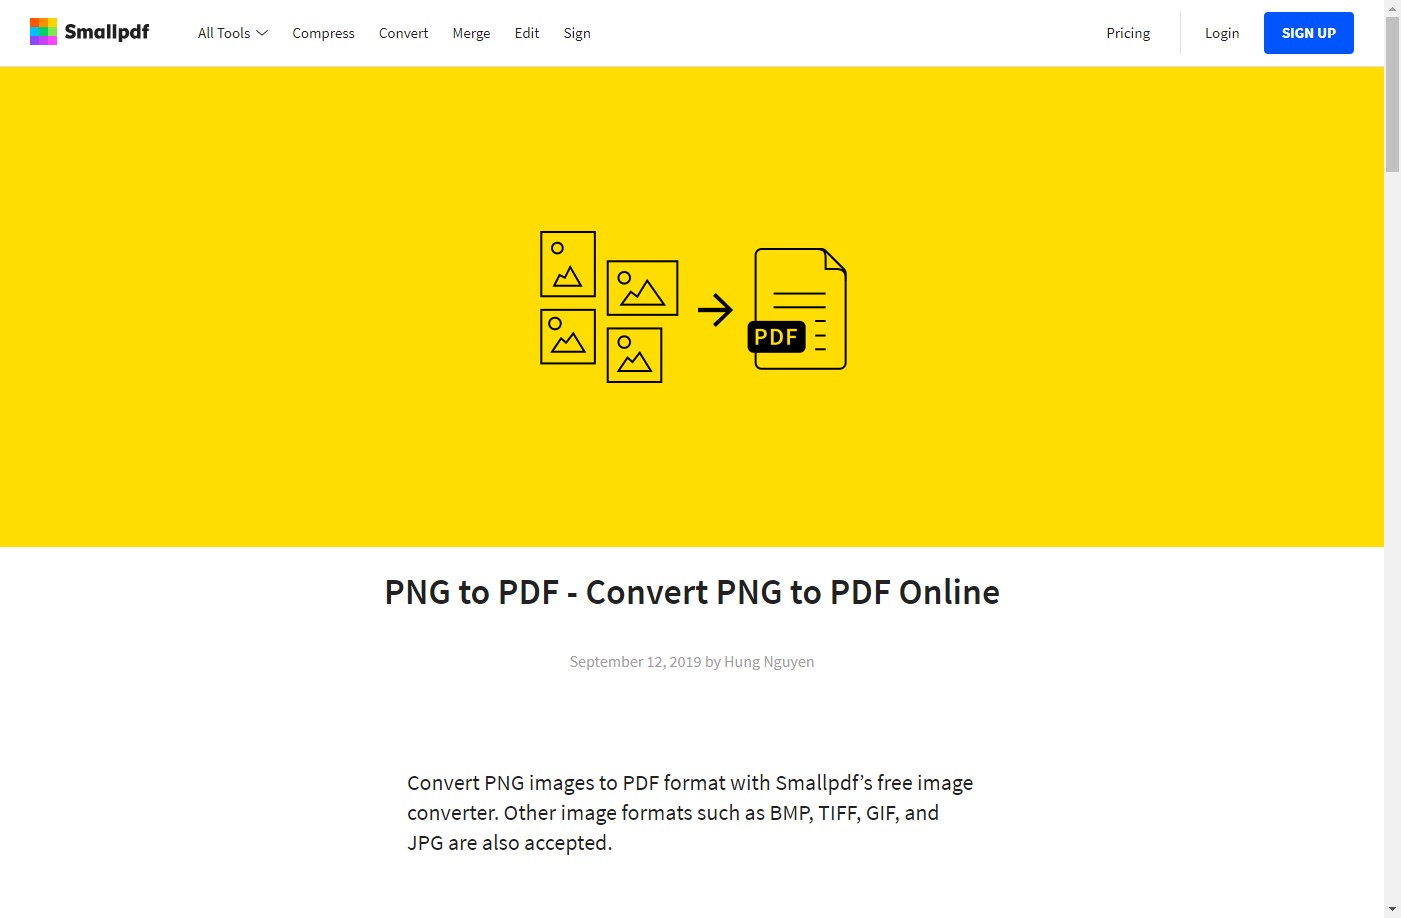 Smallpdf
All Tools
Compress
Convert
Merge
Edit
Sign
Pricing
Login
SIGN UP
PDF
PNG to PDF - Convert PNG to PDF Online
September 12, 2019 by Hung Nguyen
Convert PNG images to PDF format with Smallpdf’s free image
converter. Other image formats such as BMP, TIFF, GIF, and
JPG are also accepted.